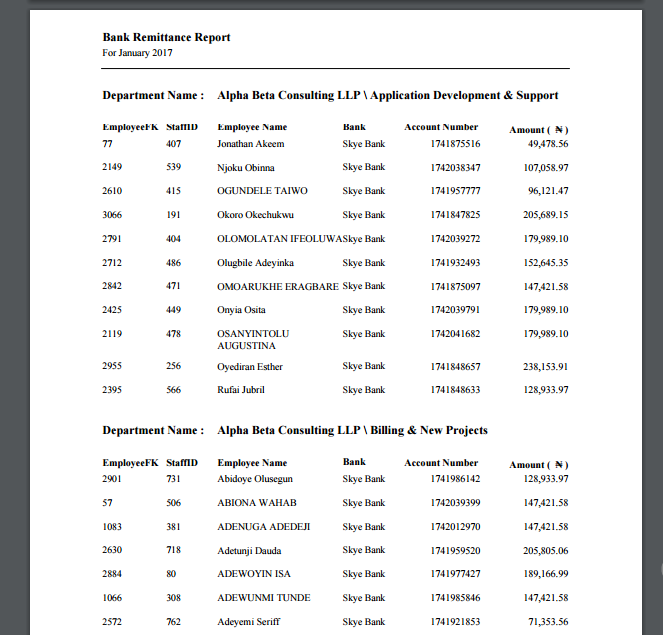 Bank Remittance Report
For January 2017
Department Name : Alpha Beta Consulting LLP \ Application Development & Support
EmployeeFK StaffID Employee Name Bank Account Number Amount ( ₦ )
77 407 Jonathan Akeem Skye Bank 1741875516 49,478.56
2149 539 Njoku Obinna Skye Bank 1742038347 107,058.97
2610 415 OGUNDELE TAIWO Skye Bank 1741957777 96,121.47
3066 191 Okoro Okechukwu Skye Bank 1741847825 205,689.15
2791 404 OLOMOLATAN IFEOLUWA Skye Bank 1742039272 179,989.10
2712 486 Olugbile Adeyinka Skye Bank 1741932493 152,645.35
2842 471 OMOARUKHE ERAGBARE Skye Bank 1741875097 147,421.58
2425 449 Onyia Osita Skye Bank 1742039791 179,989.10
2119 478 OSANYINTOLU Skye Bank 1742041682 179,989.10
AUGUSTINA
2955 256 Oyediran Esther Skye Bank 1741848657 238,153.91
2395 566 Rufai Jubril Skye Bank 1741848633 128,933.97
Department Name : Alpha Beta Consulting LLP \ Billing & New Projects
EmployeeFK StaffID Employee Name Bank Account Number Amount ( ₦ )
2901 731 Abidoye Olusegun Skye Bank 1741986142 128,933.97
57 506 ABIONA WAHAB Skye Bank 1742039399 147,421.58
1083 381 ADENUGA ADEDEJI Skye Bank 1742012970 147,421.58
2630 718 Adetunji Dauda Skye Bank 1741959520 205,805.06
2884 80 ADEWOYIN ISA Skye Bank 1741977427 189,166.99
1066 308 ADEWUNMI TUNDE Skye Bank 1741985846 147,421.58
2572 762 Adeyemi Seriff Skye Bank 1741921853 71,353.56